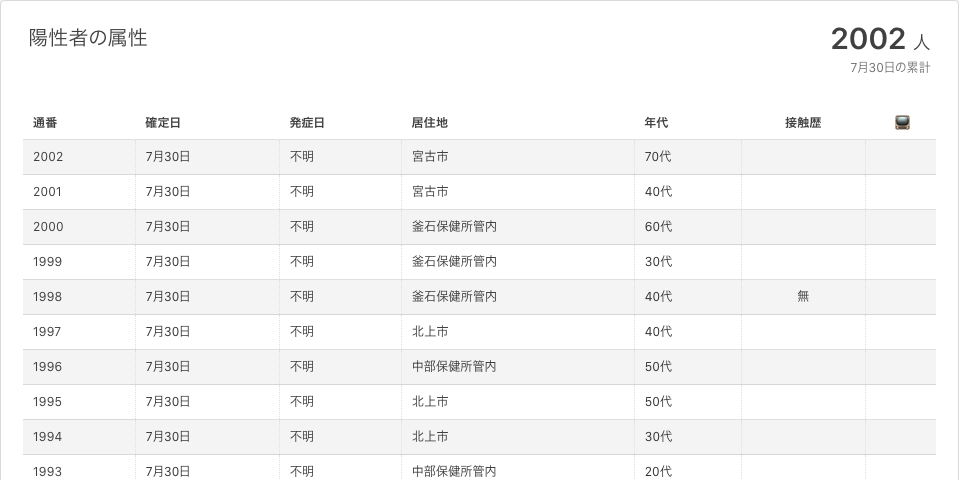 陽性者の属性
2002 人
7月30日の累計
通番 確定日 発症日 居住地 年代 接触歴
2002 7月30日 不明 宮古市 70代
2001 7月30日 不明 宮古市 40代
2000 7月30日 不明 釜石保健所管内 60代
1999 7月30日 不明 釜石保健所管内 30代
1998 7月30日 不明 釜石保健所管内 40代 無
1997 7月30日 不明 北上市 40代
1996 7月30日 不明 中部保健所管内 50代
1995 7月30日 不明 北上市 50代
1994 7月30日 不明 北上市 30代
1993 7月30日 不明 中部保健所管内 20代